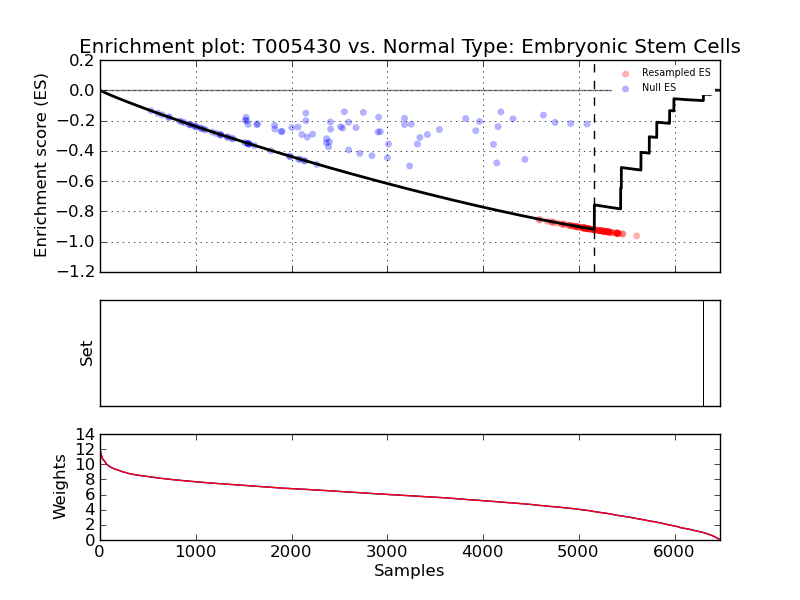 Enrichment plot: T005430 vs. Normal Type: Embryonic Stem Cells
0.2
0.0
−0.2
−0.4
−0.6
−0.8
−1.0
−1.2
Enrichment score (ES)
Resampled ES
Null ES
Set
14
12
10
8
6
4
2
0
Weights
0 1000 2000 3000 4000 5000 6000
Samples